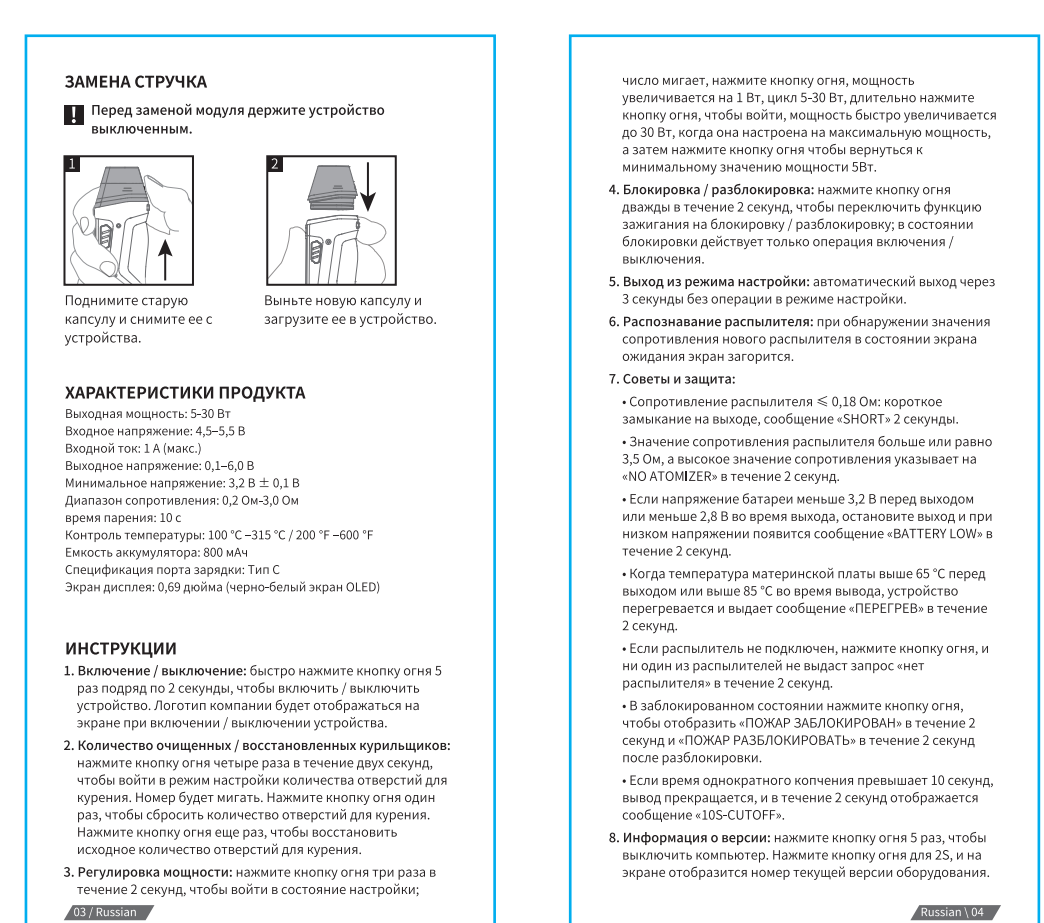 ЗАМЕНА СТРУЧКА
! Перед заменой модуля держите устройство
выключенным.
1
2
Поднимите старую
капсулу и снимите ее с
устройства.
Выньте новую капсулу и
загрузите ее в устройство.
ХАРАКТЕРИСТИКИ ПРОДУКТА
Выходная мощность: 5-30 Вт
Входное напряжение: 4,5–5,5 В
Входной ток: 1 А (макс.)
Выходное напряжение: 0,1–6,0 В
Минимальное напряжение: 3,2 В ± 0,1 В
Диапазон сопротивления: 0,2 Ом-3,0 Ом
время парения: 10 с
Контроль температуры: 100 °C –315 °C / 200 °F –600 °F
Емкость аккумулятора: 800 мАч
Спецификация порта зарядки: Тип C
Экран дисплея: 0,69 дюйма (черно-белый экран OLED)
ИНСТРУКЦИИ
1. Включение / выключение: быстро нажмите кнопку огня 5
раз подряд по 2 секунды, чтобы включить / выключить
устройство. Логотип компании будет отображаться на
экране при включении / выключении устройства.
2. Количество очищенных / восстановленных курильщиков:
нажмите кнопку огня четыре раза в течение двух секунд,
чтобы войти в режим настройки количества отверстий для
курения. Номер будет мигать. Нажмите кнопку огня один
раз, чтобы сбросить количество отверстий для курения.
Нажмите кнопку огня еще раз, чтобы восстановить
исходное количество отверстий для курения.
3. Регулировка мощности: нажмите кнопку огня три раза в
течение 2 секунд, чтобы войти в состояние настройки;
03 / Russian
число мигает, нажмите кнопку огня, мощность
увеличивается на 1 Вт, цикл 5-30 Вт, длительно нажмите
кнопку огня, чтобы войти, мощность быстро увеличивается
до 30 Вт, когда она настроена на максимальную мощность,
а затем нажмите кнопку огня чтобы вернуться к
минимальному значению мощности 5Вт.
4. Блокировка / разблокировка: нажмите кнопку огня
дважды в течение 2 секунд, чтобы переключить функцию
зажигания на блокировку / разблокировку; в состоянии
блокировки действует только операция включения /
выключения.
5. Выход из режима настройки: автоматический выход через
3 секунды без операции в режиме настройки.
6. Распознавание распылителя: при обнаружении значения
сопротивления нового распылителя в состоянии экрана
ожидания экран загорится.
7. Советы и защита:
• Сопротивление распылителя ⩽ 0,18 Ом: короткое
замыкание на выходе, сообщение «SHORT» 2 секунды.
• Значение сопротивления распылителя больше или равно
3,5 Ом, а высокое значение сопротивления указывает на
«NO ATOMIZER» в течение 2 секунд.
• Если напряжение батареи меньше 3,2 В перед выходом
или меньше 2,8 В во время выхода, остановите выход и при
низком напряжении появится сообщение «BATTERY LOW» в
течение 2 секунд.
• Когда температура материнской платы выше 65 °C перед
выходом или выше 85 °C во время вывода, устройство
перегревается и выдает сообщение «ПЕРЕГРЕВ» в течение
2 секунд.
• Если распылитель не подключен, нажмите кнопку огня, и
ни один из распылителей не выдаст запрос «нет
распылителя» в течение 2 секунд.
• В заблокированном состоянии нажмите кнопку огня,
чтобы отобразить «ПОЖАР ЗАБЛОКИРОВАН» в течение 2
секунд и «ПОЖАР РАЗБЛОКИРОВАТЬ» в течение 2 секунд
после разблокировки.
• Если время однократного копчения превышает 10 секунд,
вывод прекращается, и в течение 2 секунд отображается
сообщение «10S-CUTOFF».
8. Информация о версии: нажмите кнопку огня 5 раз, чтобы
выключить компьютер. Нажмите кнопку огня для 2S, и на
экране отобразится номер текущей версии оборудования.
Russian \ 04